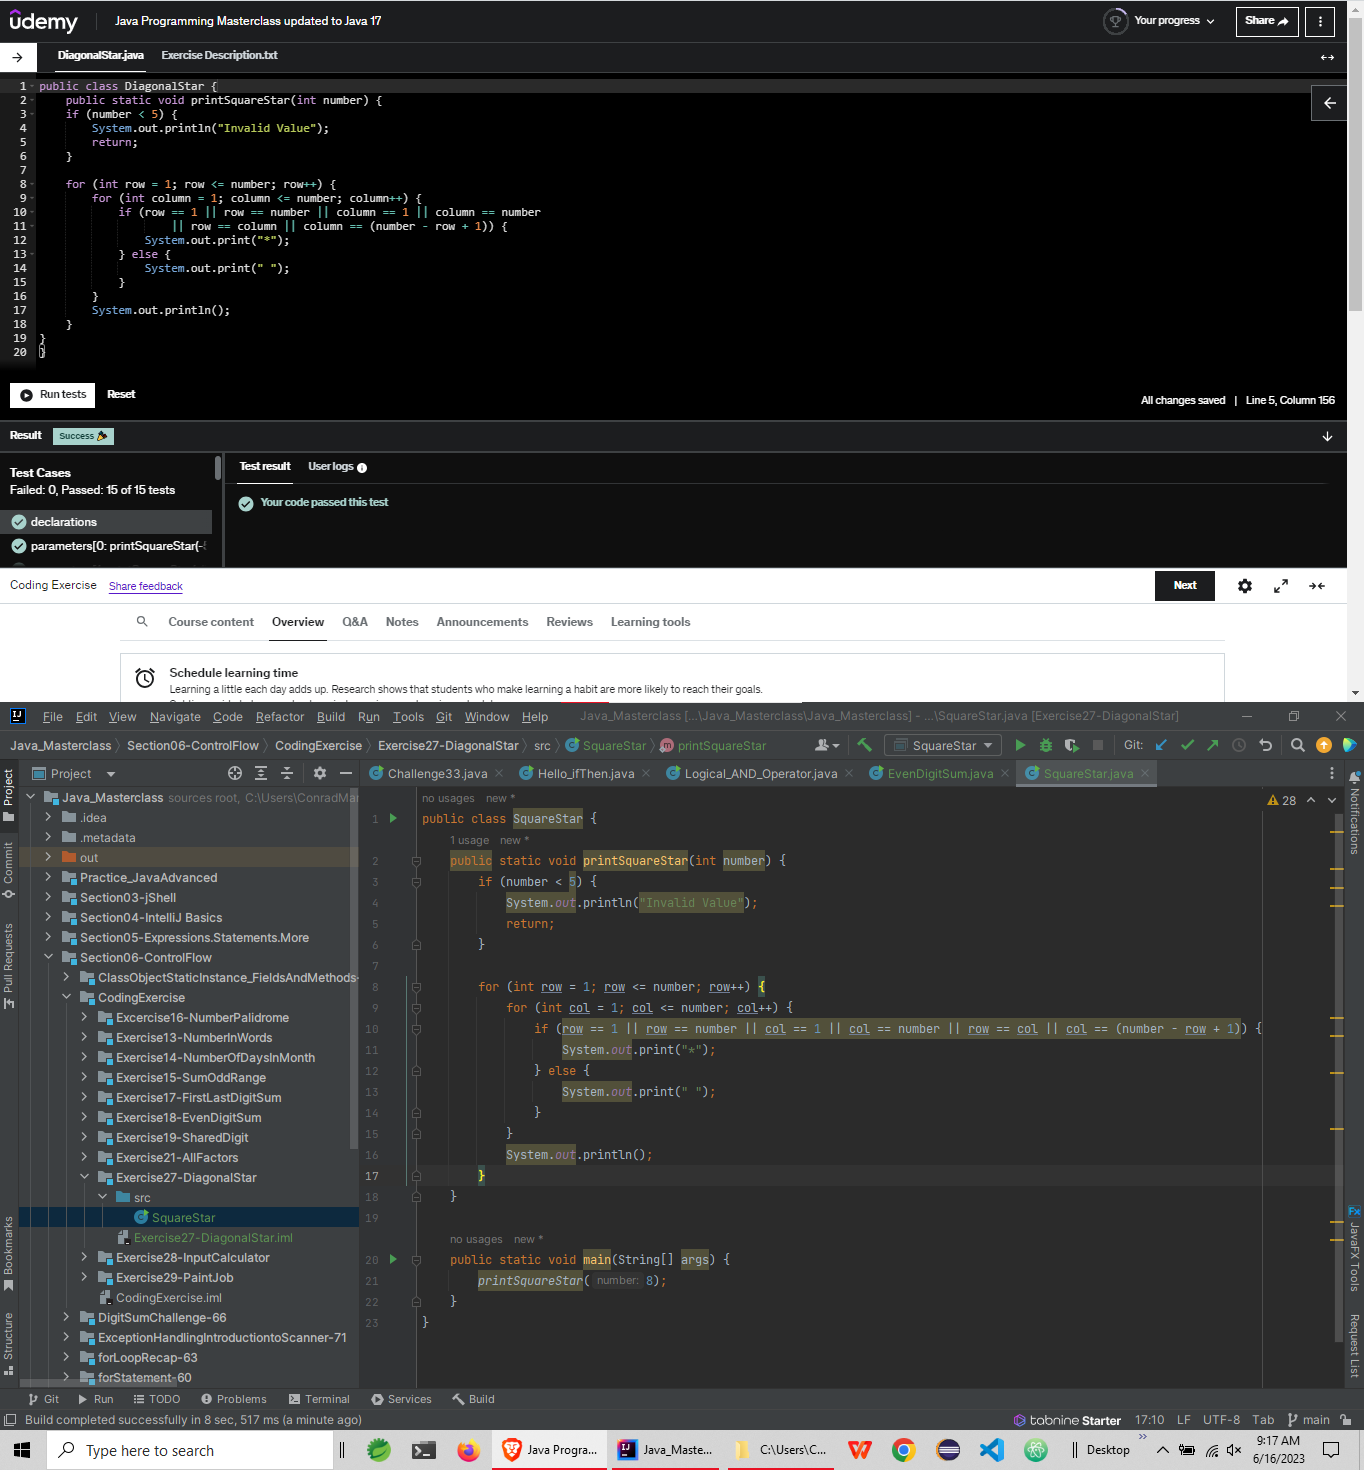 udemy
Java Programming Masterclass updated to Java 17
Your progress
Share
DiagonalStar.java
Exercise Description.txt
1 public class DiagonalStar {
2 public static void printSquareStar(int number) {
3 if (number < 5) {
4 System.out.println("Invalid Value");
5 return;
6 }
7
8 for (int row = 1; row <= number; row++) {
9 for (int column = 1; column <= number; column++) {
10 if (row == 1 || row == number || column == 1 || column == number
11 || row == column || column == (number - row + 1)) {
12 System.out.print("*");
13 } else {
14 System.out.print(" ");
15 }
16 }
17 System.out.println();
18 }
19 }
20 }
Run tests
Reset
All changes saved | Line 5, Column 156
Result
Success
Test Cases
Failed: 0, Passed: 15 of 15 tests
declarations
parameters[0: printSquareStar(-
Test result
User logs
Your code passed this test
Coding Exercise
Share feedback
Next
Course content
Overview
Q&A
Notes
Announcements
Reviews
Learning tools
Schedule learning time
Learning a little each day adds up. Research shows that students who make learning a habit are more likely to reach their goals.
IJ
File Edit View Navigate Code Refactor Build Run Tools Git Window Help
Java_Masterclass [...\Java_Masterclass\Java_Masterclass] - ...\SquareStar.java [Exercise27-DiagonalStar]
Java_Masterclass
Section06-ControlFlow
CodingExercise
Exercise27-DiagonalStar
src
SquareStar
printSquareStar
SquareStar
Git:
Project
Challenge33.java
Hello_ifThen.java
Logical_AND_Operator.java
EvenDigitSum.java
SquareStar.java
Project
Commit
Pull Requests
Bookmarks
Structure
Java_Masterclass sources root, C:\Users\ConradMa
.idea
.metadata
out
Practice_JavaAdvanced
Section03-jShell
Section04-IntelliJ Basics
Section05-Expressions.Statements.More
Section06-ControlFlow
ClassObjectStaticInstance_FieldsAndMethods-
CodingExercise
Excercise16-NumberPalidrome
Exercise13-NumberInWords
Exercise14-NumberOfDaysInMonth
Exercise15-SumOddRange
Exercise17-FirstLastDigitSum
Exercise18-EvenDigitSum
Exercise19-SharedDigit
Exercise21-AllFactors
Exercise27-DiagonalStar
src
SquareStar
Exercise27-DiagonalStar.iml
Exercise28-InputCalculator
Exercise29-PaintJob
CodingExercise.iml
DigitSumChallenge-66
ExceptionHandlingIntroductiontoScanner-71
forLoopRecap-63
forStatement-60
no usages new *
28
1 public class SquareStar {
1 usage new *
2 public static void printSquareStar(int number) {
3 if (number < 5) {
4 System.out.println("Invalid Value");
5 return;
6 }
7
8 for (int row = 1; row <= number; row++) {
9 for (int col = 1; col <= number; col++) {
10 if (row == 1 || row == number || col == 1 || col == number || row == col || col == (number - row + 1)) {
11 System.out.print("*");
12 } else {
13 System.out.print(" ");
14 }
15 }
16 System.out.println();
17 }
18 }
19
no usages new *
20 public static void main(String[] args) {
21 printSquareStar( number: 8);
22 }
23 }
Notifications
Fx JavaFX Tools
Request List
Git
Run
TODO
Problems
Terminal
Services
Build
Build completed successfully in 8 sec, 517 ms (a minute ago)
tabnine Starter
17:10
LF
UTF-8
Tab
main
Type here to search
Java Progra...
IJ
Java_Maste...
C:\Users\C...
Desktop
9:17 AM
6/16/2023